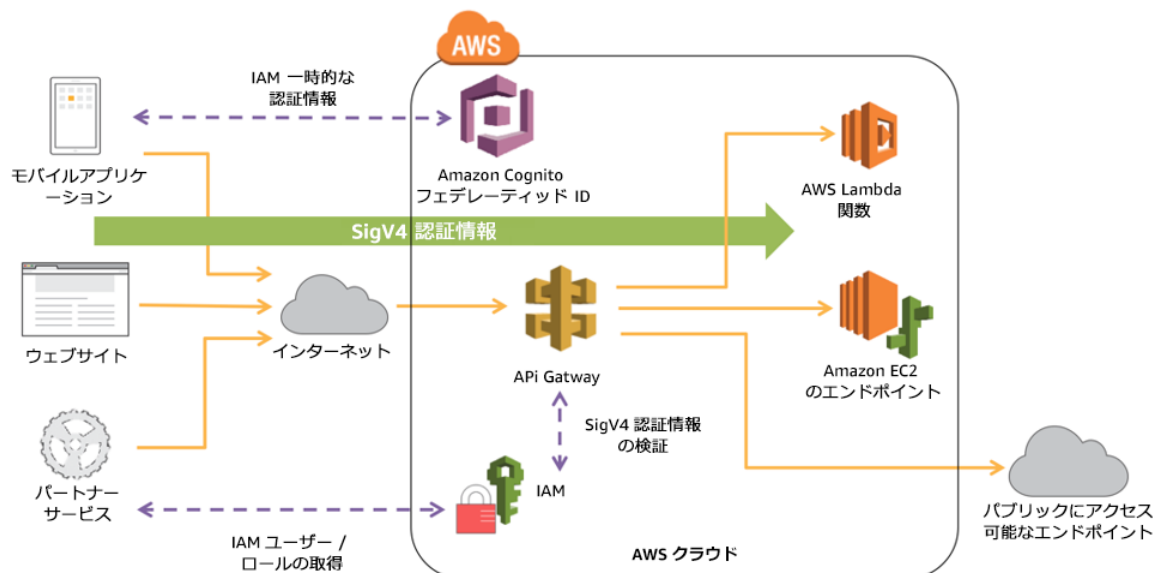 AWS
IAM 一時的な
認証情報
モバイルアプリケ
ーション
Amazon Cognito
フェデレーティッド ID
AWS Lambda
関数
SigV4 認証情報
ウェブサイト
インターネット
APi Gatway
Amazon EC2
のエンドポイント
SigV4 認証情報
の検証
パートナー
サービス
IAM
パブリックにアクセス
可能なエンドポイント
IAM ユーザー /
ロールの取得
AWS クラウド